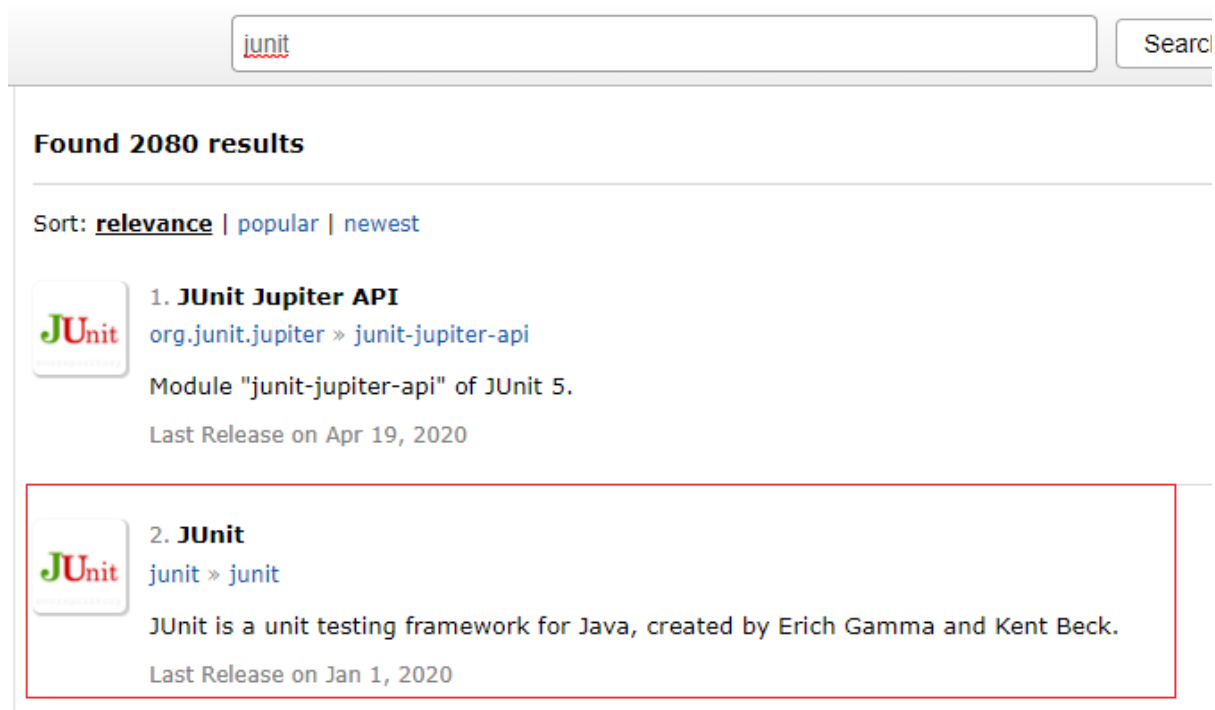 junit
Search
Found 2080 results
Sort: relevance | popular | newest
JUnit
1. JUnit Jupiter API
org.junit.jupiter » junit-jupiter-api
Module "junit-jupiter-api" of JUnit 5.
Last Release on Apr 19, 2020
JUnit
2. JUnit
junit » junit
JUnit is a unit testing framework for Java, created by Erich Gamma and Kent Beck.
Last Release on Jan 1, 2020